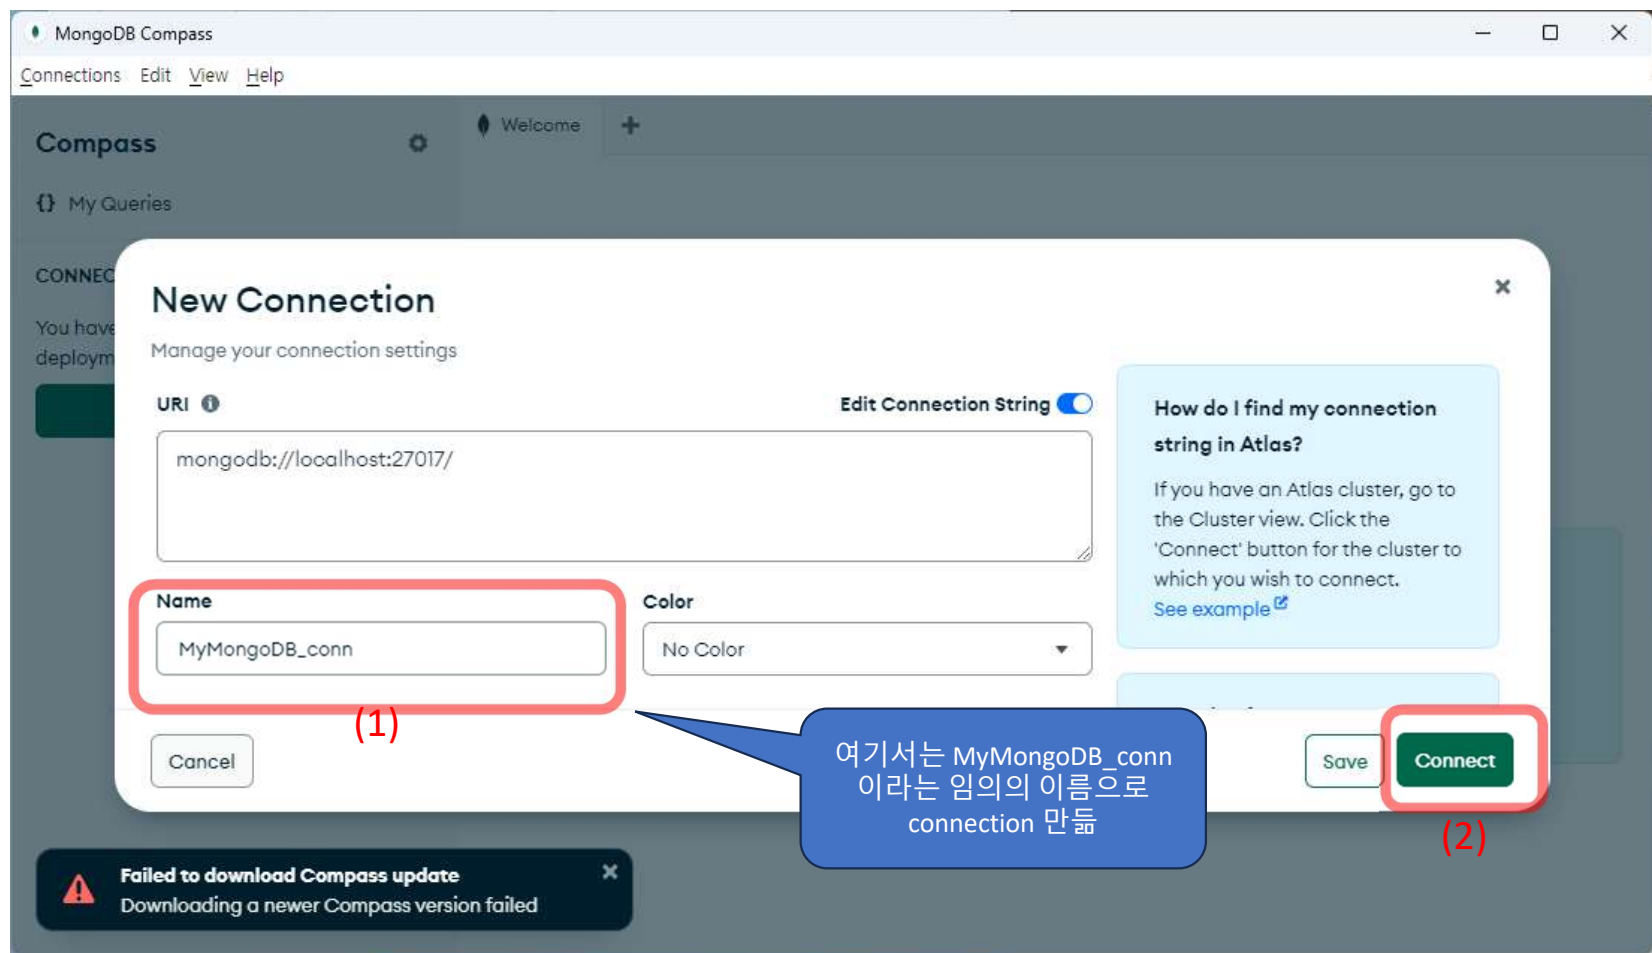 MongoDB Compass
Connections Edit View Help
Compass
Welcome
{} My Queries
CONNEC
You have
deploym
New Connection
Manage your connection settings
URI
Edit Connection String
mongodb://localhost:27017/
Name
MyMongoDB_conn
Color
No Color
(1)
How do I find my connection
string in Atlas?
If you have an Atlas cluster, go to
the Cluster view. Click the
'Connect' button for the cluster to
which you wish to connect.
See example
Cancel
여기서는 MyMongoDB_conn
이라는 임의의 이름으로
connection 만듦
Save
Connect
(2)
Failed to download Compass update
Downloading a newer Compass version failed